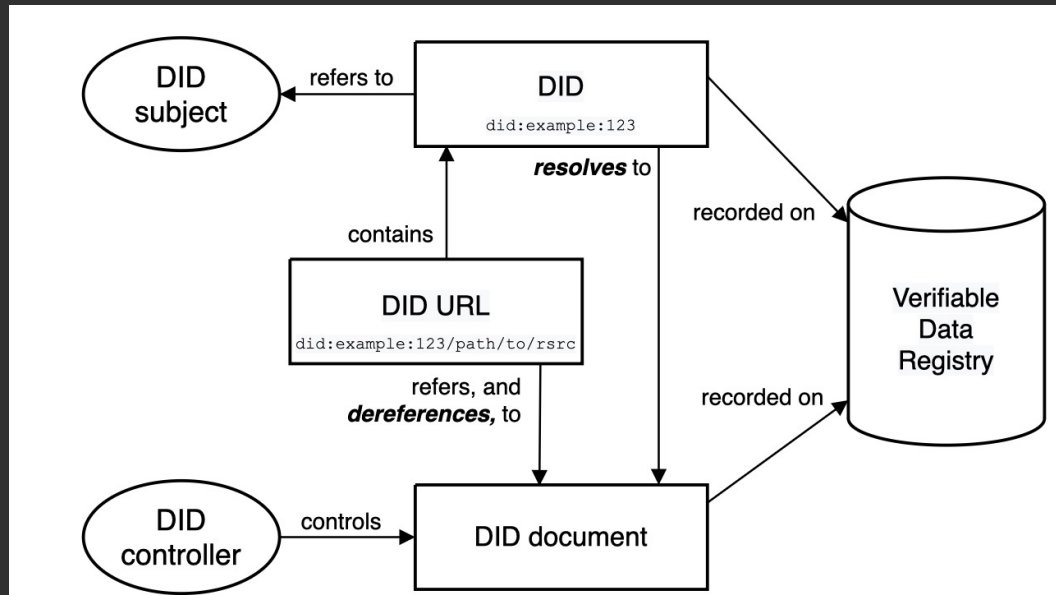 DID
subject
refers to
DID
did:example:123
resolves to
recorded on
contains
DID URL
did:example:123/path/to/rsrc
Verifiable
Data
Registry
refers, and
dereferences, to
recorded on
DID
controller
controls
DID document